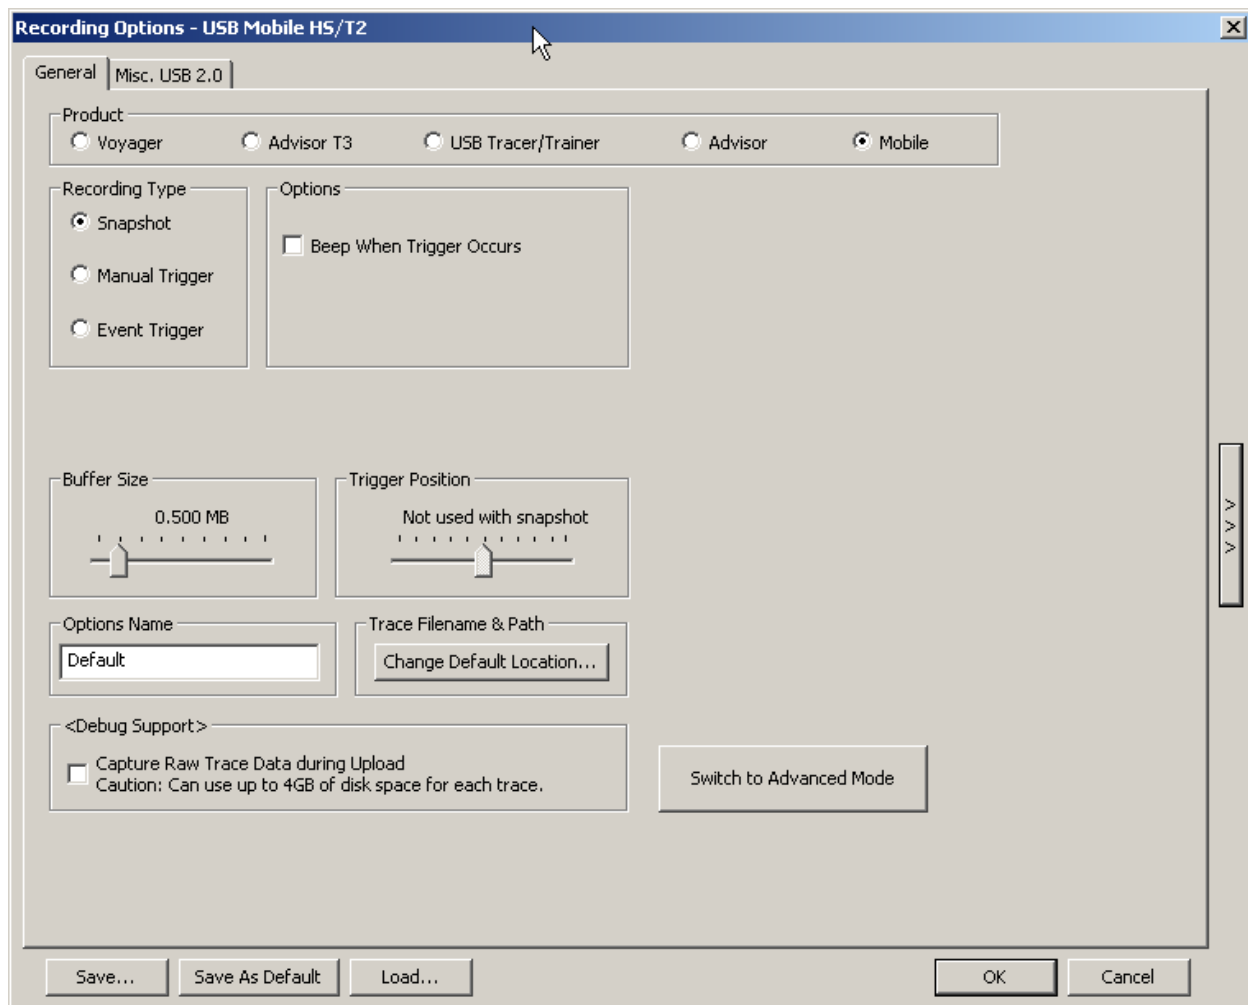 Recording Options - USB Mobile HS/T2
General Misc. USB 2.0
Product
Voyager Advisor T3 USB Tracer/Trainer Advisor Mobile
Recording Type Options
Snapshot
Beep When Trigger Occurs
Manual Trigger
Event Trigger
Buffer Size Trigger Position
0.500 MB Not used with snapshot
>
>
>
Options Name Trace Filename & Path
Default Change Default Location...
<Debug Support>
Capture Raw Trace Data during Upload
Caution: Can use up to 4GB of disk space for each trace.
Switch to Advanced Mode
Save... Save As Default Load... OK Cancel